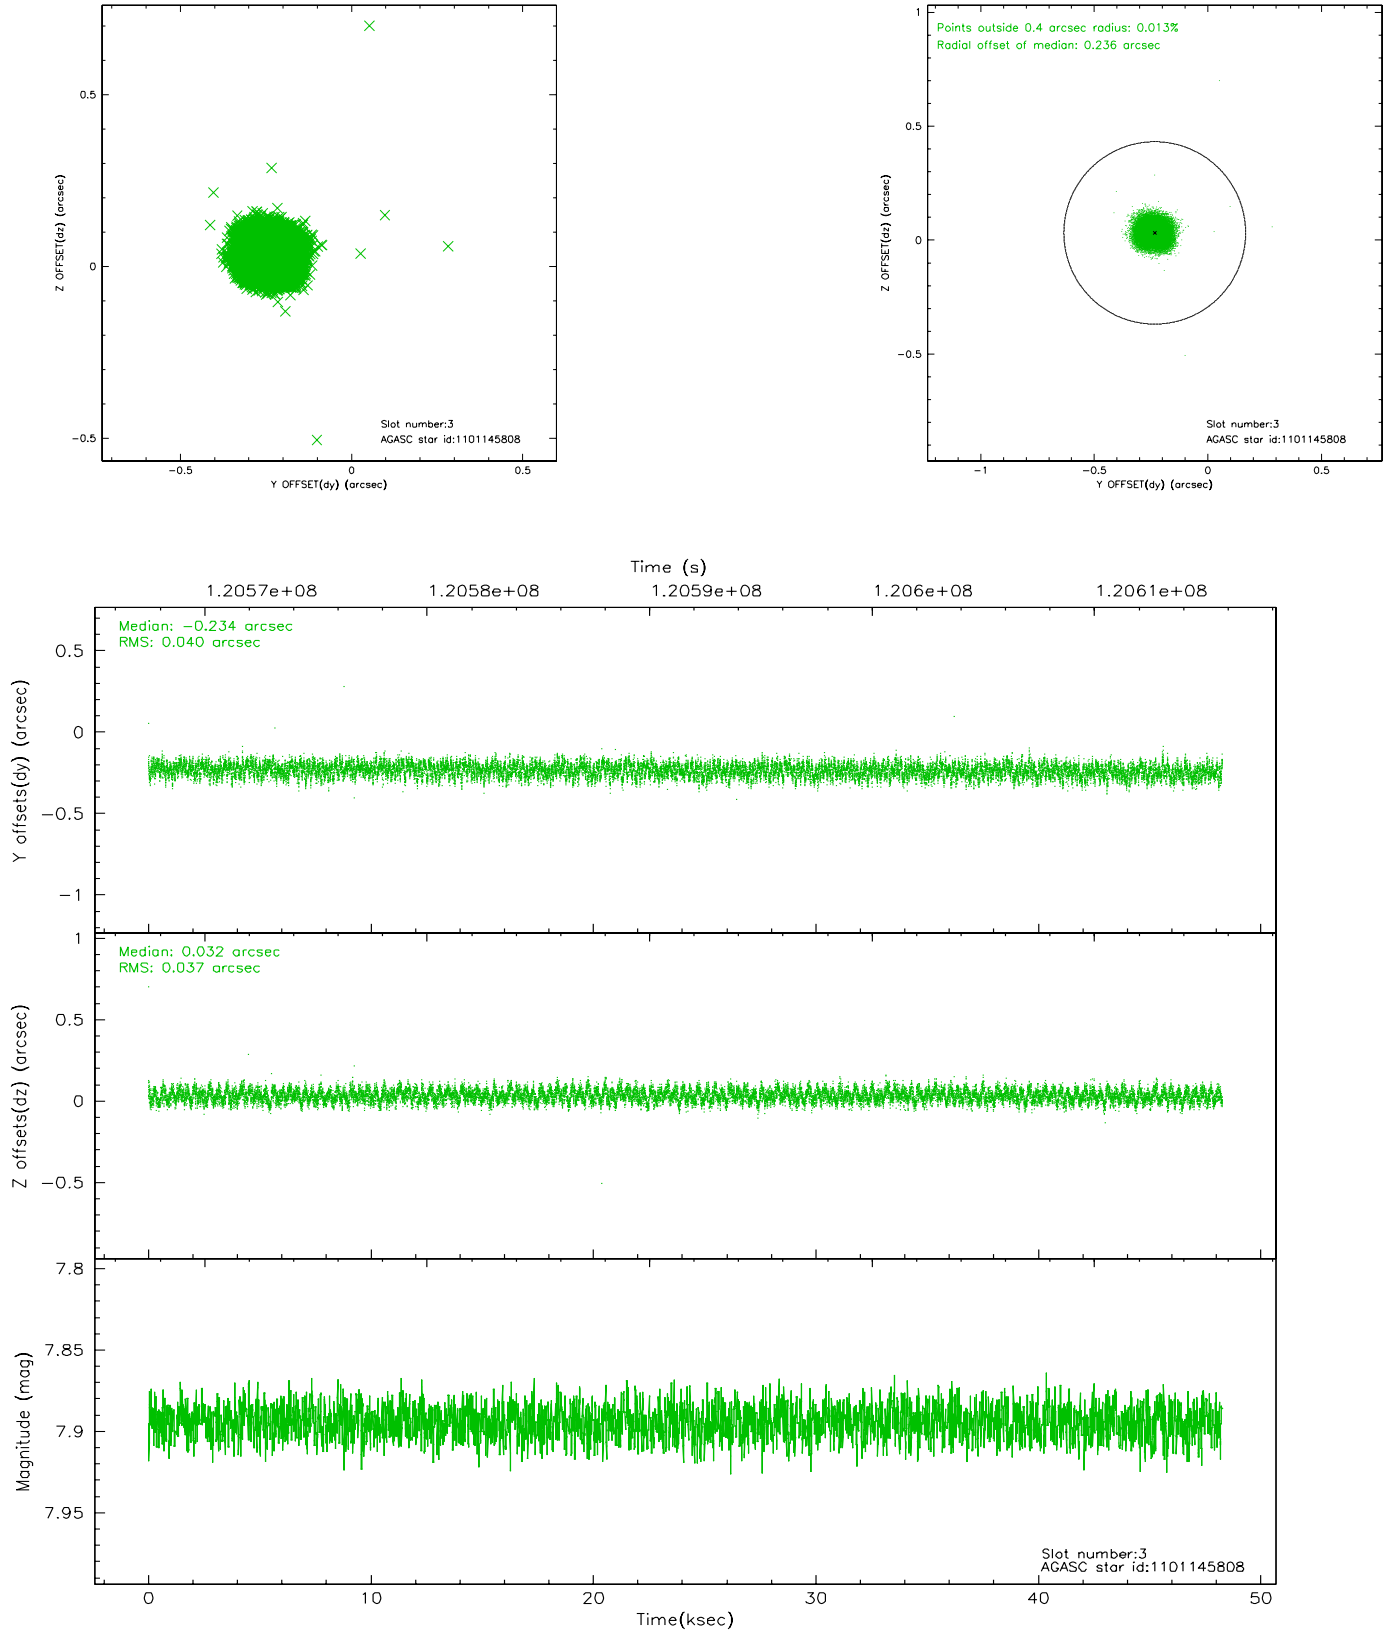 0.5
0
−0.5
Z OFFSET(dz) (arcsec)
Slot number:3
AGASC star id:1101145808
−0.5
0
0.5
Y OFFSET(dy) (arcsec)
1
0.5
0
−0.5
Z OFFSET(dz) (arcsec)
Points outside 0.4 arcsec radius: 0.013%
Radial offset of median: 0.236 arcsec
Slot number:3
AGASC star id:1101145808
−1
−0.5
0
0.5
Y OFFSET(dy) (arcsec)
Time (s)
1.2057e+08
1.2058e+08
1.2059e+08
1.206e+08
1.2061e+08
Median: −0.234 arcsec
RMS: 0.040 arcsec
0.5
0
−0.5
−1
Y offsets(dy) (arcsec)
Median: 0.032 arcsec
RMS: 0.037 arcsec
1
0.5
0
−0.5
Z offsets(dz) (arcsec)
7.8
7.85
7.9
7.95
Magnitude (mag)
Slot number:3
AGASC star id:1101145808
0
10
20
30
40
50
Time(ksec)